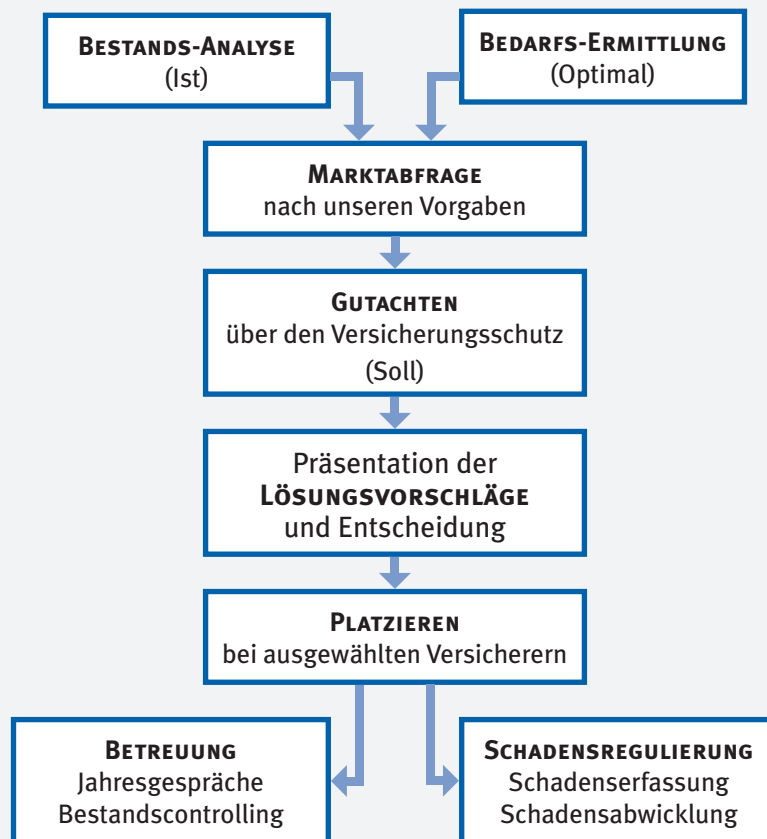 BESTANDS-ANALYSE
(Ist)
BEDARFS-ERMITTLUNG
(Optimal)
MARKTABFRAGE
nach unseren Vorgaben
GUTACHTEN
über den Versicherungsschutz
(Soll)
Präsentation der
LÖSUNGSVORSCHLÄGE
und Entscheidung
PLATZIEREN
bei ausgewählten Versicherern
BETREUUNG
Jahresgespräche
Bestandscontrolling
SCHADENSREGULIERUNG
Schadenserfassung
Schadensabwicklung